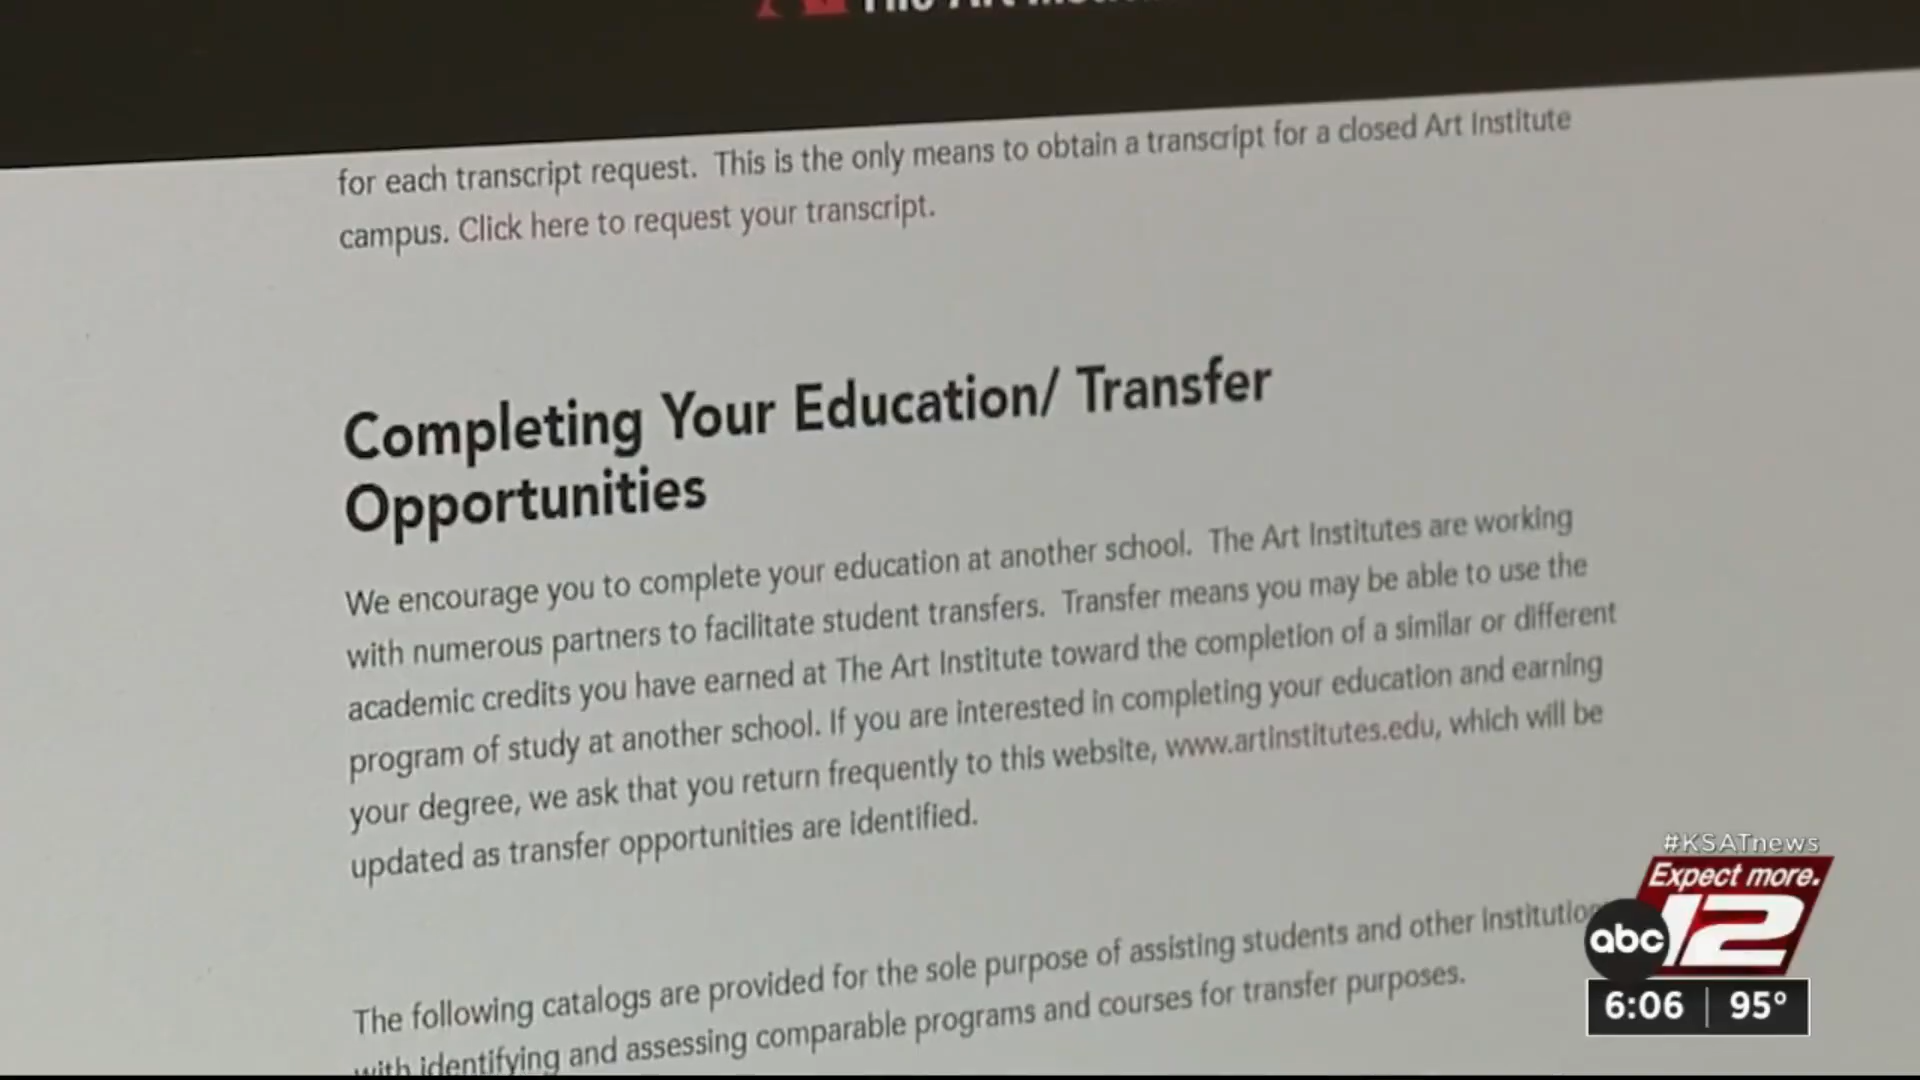 The Art
for each transcript request.  This is the only means to obtain a transcript for a closed Art Institute
campus. Click here to request your transcript.
Completing Your Education/ Transfer
Opportunities
We encourage you to complete your education at another school.  The Art Institutes are working
with numerous partners to facilitate student transfers.  Transfer means you may be able to use the
academic credits you have earned at The Art Institute toward the completion of a similar or different
program of study at another school. If you are interested in completing your education and earning
your degree, we ask that you return frequently to this website, www.artinstitutes.edu, which will be
updated as transfer opportunities are identified.
The following catalogs are provided for the sole purpose of assisting students and other institution
with identifying and assessing comparable programs and courses for transfer purposes.
#KSATnews
Expect more.
abc 12
6:06 | 95°